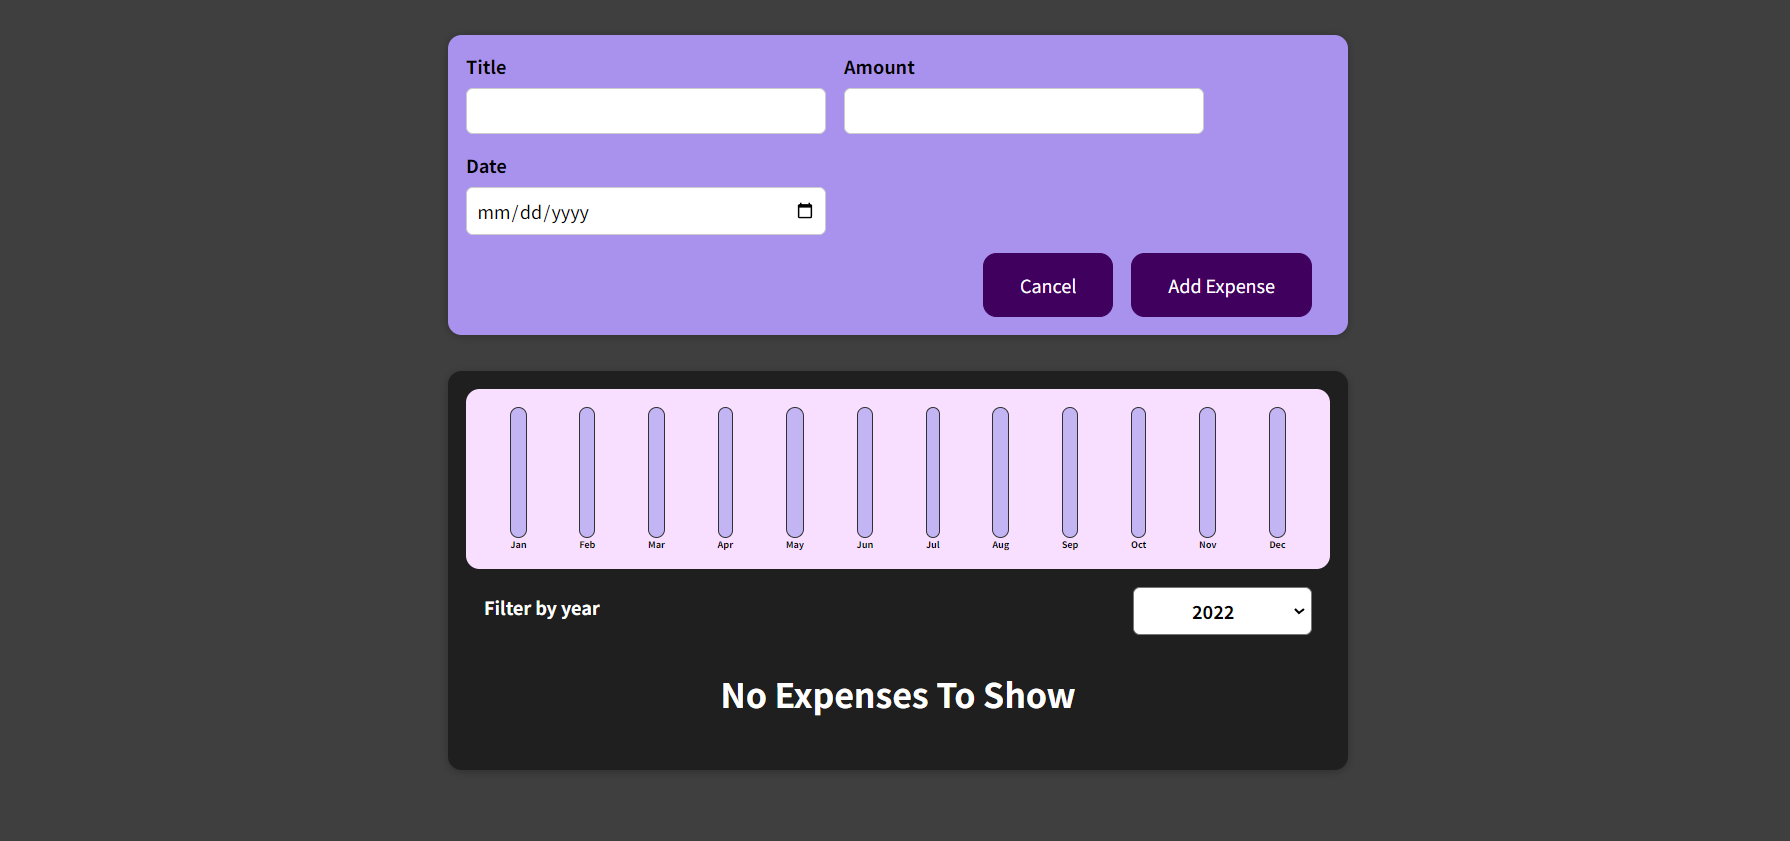 Title Amount
Date
mm/dd/yyyy
Cancel Add Expense
Jan Feb Mar Apr May Jun Jul Aug Sep Oct Nov Dec
Filter by year 2022
No Expenses To Show